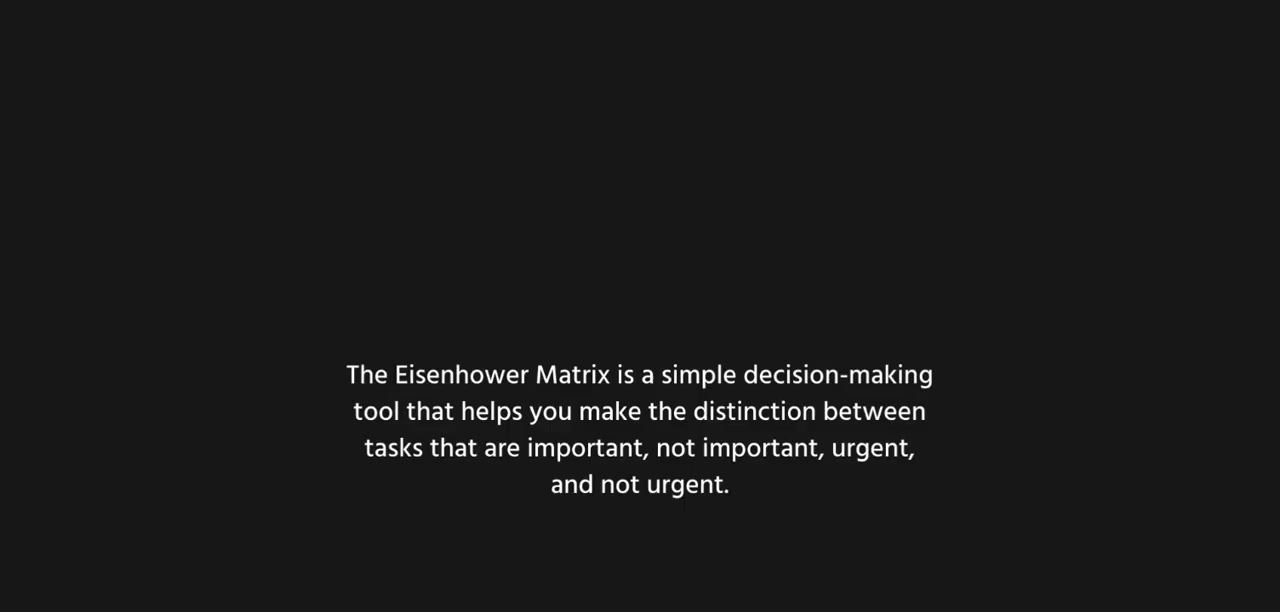 The Eisenhower Matrix is a simple decision-making
tool that helps you make the distinction between
tasks that are important, not important, urgent,
and not urgent.